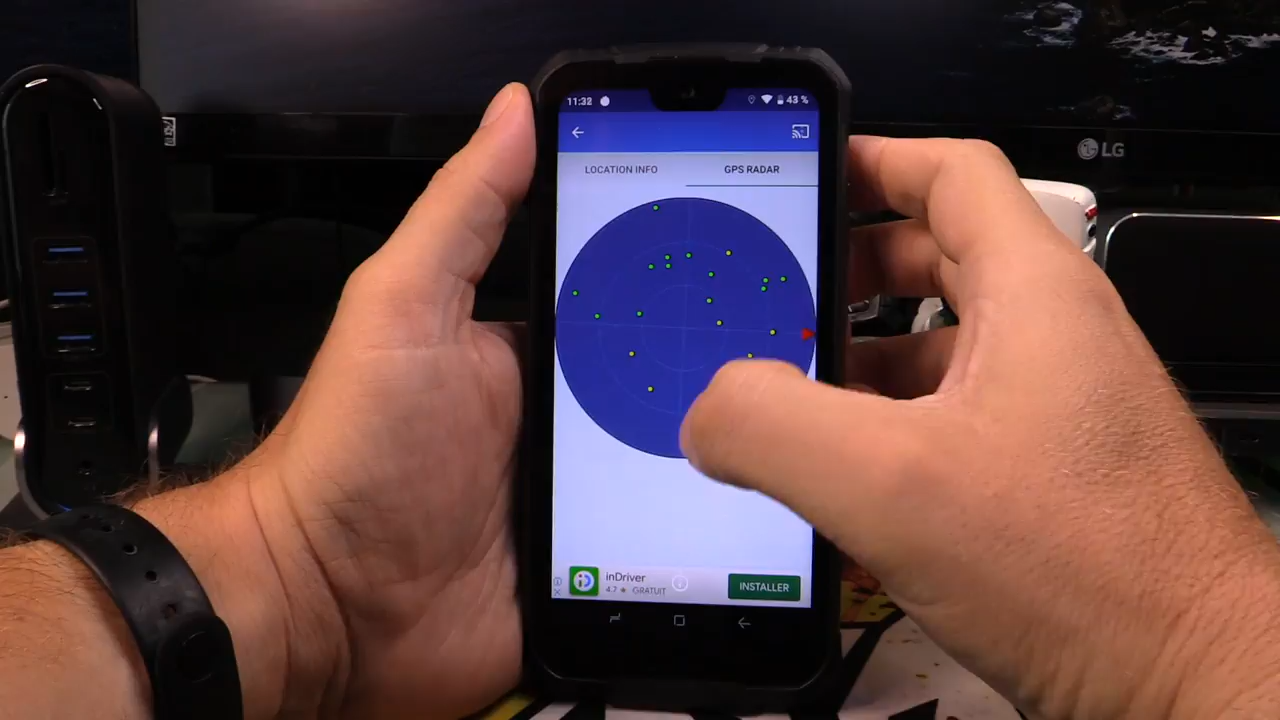 11:32
43 %
LOCATION INFO
GPS RADAR
inDriver
4.7 ★ GRATUIT
INSTALLER
LG